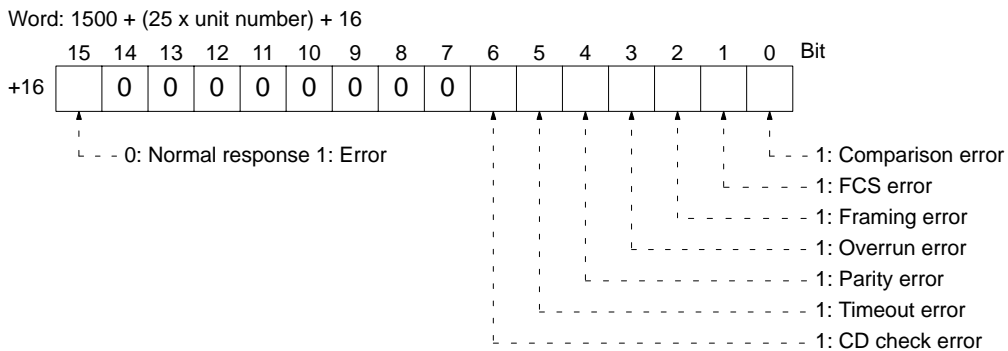 Word: 1500 + (25 x unit number) + 16
15 14 13 12 11 10 9 8 7 6 5 4 3 2 1 0 Bit
+16 0 0 0 0 0 0 0 0
0: Normal response 1: Error
1: Comparison error
1: FCS error
1: Framing error
1: Overrun error
1: Parity error
1: Timeout error
1: CD check error